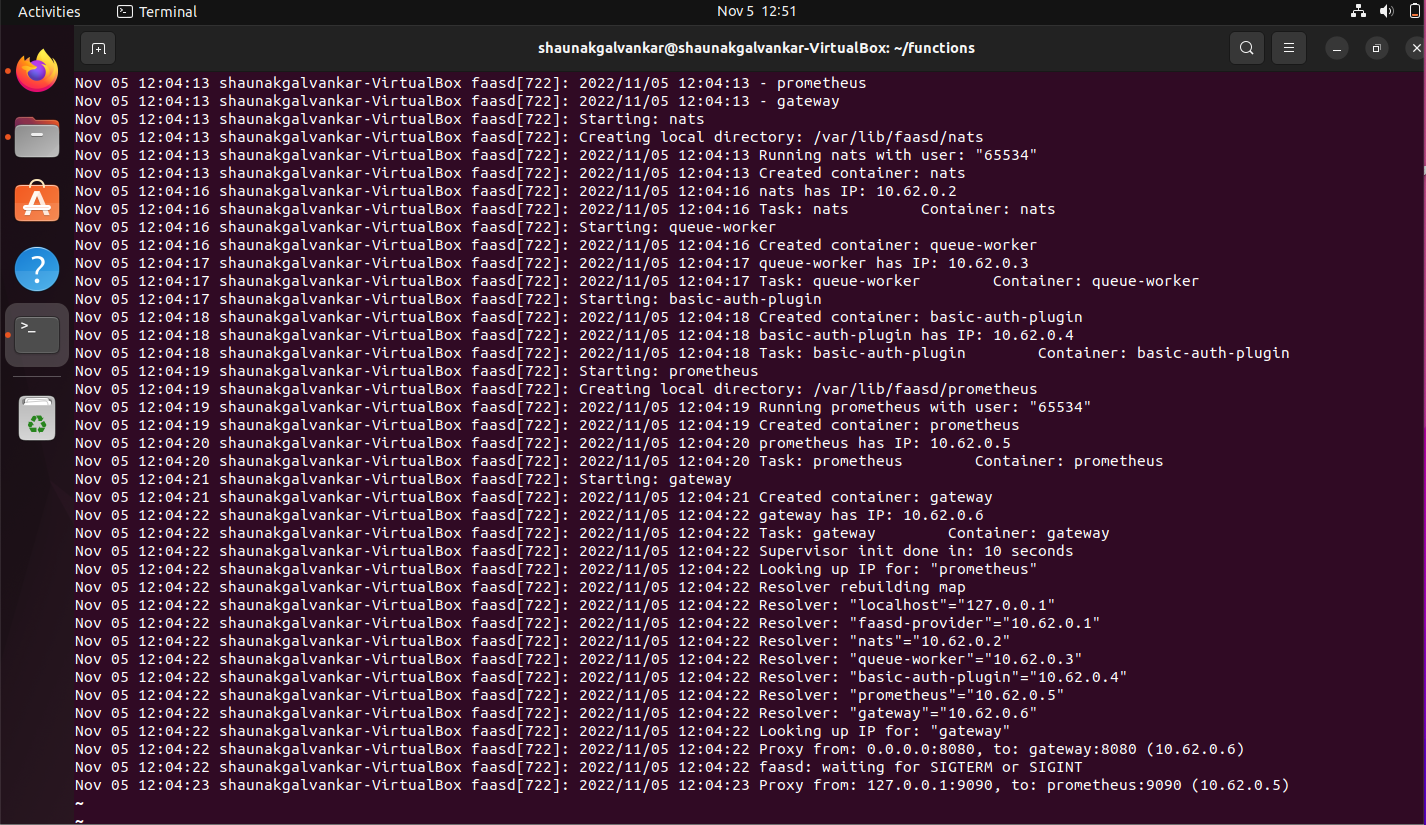 Activities
Terminal
Nov 5 12:51
shaunakgalvankar@shaunakgalvankar-VirtualBox: ~/functions
Nov 05 12:04:13 shaunakgalvankar-VirtualBox faasd[722]: 2022/11/05 12:04:13 - prometheus
Nov 05 12:04:13 shaunakgalvankar-VirtualBox faasd[722]: 2022/11/05 12:04:13 - gateway
Nov 05 12:04:13 shaunakgalvankar-VirtualBox faasd[722]: Starting: nats
Nov 05 12:04:13 shaunakgalvankar-VirtualBox faasd[722]: Creating local directory: /var/lib/faasd/nats
Nov 05 12:04:13 shaunakgalvankar-VirtualBox faasd[722]: 2022/11/05 12:04:13 Running nats with user: "65534"
Nov 05 12:04:13 shaunakgalvankar-VirtualBox faasd[722]: 2022/11/05 12:04:13 Created container: nats
Nov 05 12:04:16 shaunakgalvankar-VirtualBox faasd[722]: 2022/11/05 12:04:16 nats has IP: 10.62.0.2
Nov 05 12:04:16 shaunakgalvankar-VirtualBox faasd[722]: 2022/11/05 12:04:16 Task: nats        Container: nats
Nov 05 12:04:16 shaunakgalvankar-VirtualBox faasd[722]: Starting: queue-worker
Nov 05 12:04:16 shaunakgalvankar-VirtualBox faasd[722]: 2022/11/05 12:04:16 Created container: queue-worker
Nov 05 12:04:17 shaunakgalvankar-VirtualBox faasd[722]: 2022/11/05 12:04:17 queue-worker has IP: 10.62.0.3
Nov 05 12:04:17 shaunakgalvankar-VirtualBox faasd[722]: 2022/11/05 12:04:17 Task: queue-worker        Container: queue-worker
Nov 05 12:04:17 shaunakgalvankar-VirtualBox faasd[722]: Starting: basic-auth-plugin
Nov 05 12:04:18 shaunakgalvankar-VirtualBox faasd[722]: 2022/11/05 12:04:18 Created container: basic-auth-plugin
Nov 05 12:04:18 shaunakgalvankar-VirtualBox faasd[722]: 2022/11/05 12:04:18 basic-auth-plugin has IP: 10.62.0.4
Nov 05 12:04:18 shaunakgalvankar-VirtualBox faasd[722]: 2022/11/05 12:04:18 Task: basic-auth-plugin        Container: basic-auth-plugin
Nov 05 12:04:19 shaunakgalvankar-VirtualBox faasd[722]: Starting: prometheus
Nov 05 12:04:19 shaunakgalvankar-VirtualBox faasd[722]: Creating local directory: /var/lib/faasd/prometheus
Nov 05 12:04:19 shaunakgalvankar-VirtualBox faasd[722]: 2022/11/05 12:04:19 Running prometheus with user: "65534"
Nov 05 12:04:19 shaunakgalvankar-VirtualBox faasd[722]: 2022/11/05 12:04:19 Created container: prometheus
Nov 05 12:04:20 shaunakgalvankar-VirtualBox faasd[722]: 2022/11/05 12:04:20 prometheus has IP: 10.62.0.5
Nov 05 12:04:20 shaunakgalvankar-VirtualBox faasd[722]: 2022/11/05 12:04:20 Task: prometheus        Container: prometheus
Nov 05 12:04:21 shaunakgalvankar-VirtualBox faasd[722]: Starting: gateway
Nov 05 12:04:21 shaunakgalvankar-VirtualBox faasd[722]: 2022/11/05 12:04:21 Created container: gateway
Nov 05 12:04:22 shaunakgalvankar-VirtualBox faasd[722]: 2022/11/05 12:04:22 gateway has IP: 10.62.0.6
Nov 05 12:04:22 shaunakgalvankar-VirtualBox faasd[722]: 2022/11/05 12:04:22 Task: gateway        Container: gateway
Nov 05 12:04:22 shaunakgalvankar-VirtualBox faasd[722]: 2022/11/05 12:04:22 Supervisor init done in: 10 seconds
Nov 05 12:04:22 shaunakgalvankar-VirtualBox faasd[722]: 2022/11/05 12:04:22 Looking up IP for: "prometheus"
Nov 05 12:04:22 shaunakgalvankar-VirtualBox faasd[722]: 2022/11/05 12:04:22 Resolver rebuilding map
Nov 05 12:04:22 shaunakgalvankar-VirtualBox faasd[722]: 2022/11/05 12:04:22 Resolver: "localhost"="127.0.0.1"
Nov 05 12:04:22 shaunakgalvankar-VirtualBox faasd[722]: 2022/11/05 12:04:22 Resolver: "faasd-provider"="10.62.0.1"
Nov 05 12:04:22 shaunakgalvankar-VirtualBox faasd[722]: 2022/11/05 12:04:22 Resolver: "nats"="10.62.0.2"
Nov 05 12:04:22 shaunakgalvankar-VirtualBox faasd[722]: 2022/11/05 12:04:22 Resolver: "queue-worker"="10.62.0.3"
Nov 05 12:04:22 shaunakgalvankar-VirtualBox faasd[722]: 2022/11/05 12:04:22 Resolver: "basic-auth-plugin"="10.62.0.4"
Nov 05 12:04:22 shaunakgalvankar-VirtualBox faasd[722]: 2022/11/05 12:04:22 Resolver: "prometheus"="10.62.0.5"
Nov 05 12:04:22 shaunakgalvankar-VirtualBox faasd[722]: 2022/11/05 12:04:22 Resolver: "gateway"="10.62.0.6"
Nov 05 12:04:22 shaunakgalvankar-VirtualBox faasd[722]: 2022/11/05 12:04:22 Looking up IP for: "gateway"
Nov 05 12:04:22 shaunakgalvankar-VirtualBox faasd[722]: 2022/11/05 12:04:22 Proxy from: 0.0.0.0:8080, to: gateway:8080 (10.62.0.6)
Nov 05 12:04:22 shaunakgalvankar-VirtualBox faasd[722]: 2022/11/05 12:04:22 faasd: waiting for SIGTERM or SIGINT
Nov 05 12:04:23 shaunakgalvankar-VirtualBox faasd[722]: 2022/11/05 12:04:23 Proxy from: 127.0.0.1:9090, to: prometheus:9090 (10.62.0.5)
~
~